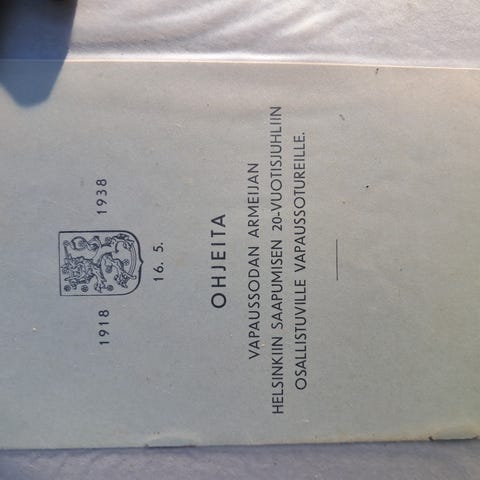 1918 1938
16. 5.
OHJEITA
VAPAUSSODAN ARMEIJAN
HELSINKIIN SAAPUMISEN 20-VUOTISJUHLIIN
OSALLISTUVILLE VAPAUSSOTUREILLE.